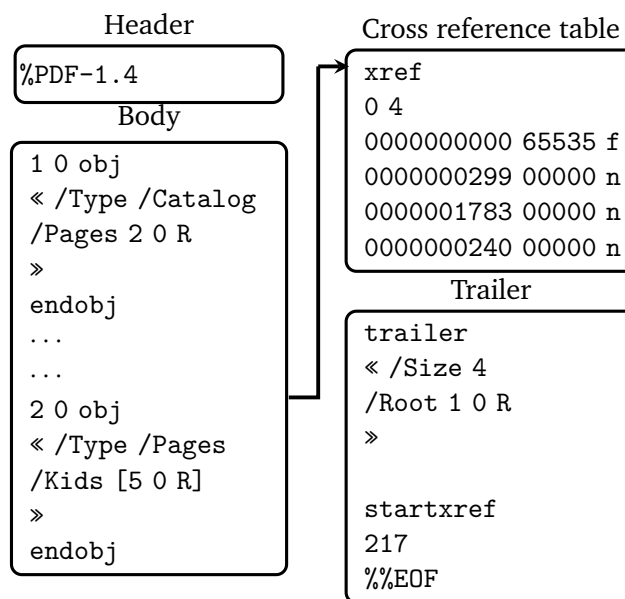 Header
%PDF-1.4
Body
1 0 obj
≪ /Type /Catalog
/Pages 2 0 R
≫
endobj
...
...
2 0 obj
≪ /Type /Pages
/Kids [5 0 R]
≫
endobj
Cross reference table
xref
0 4
0000000000 65535 f
0000000299 00000 n
0000001783 00000 n
0000000240 00000 n
Trailer
trailer
≪ /Size 4
/Root 1 0 R
≫
startxref
217
%%EOF